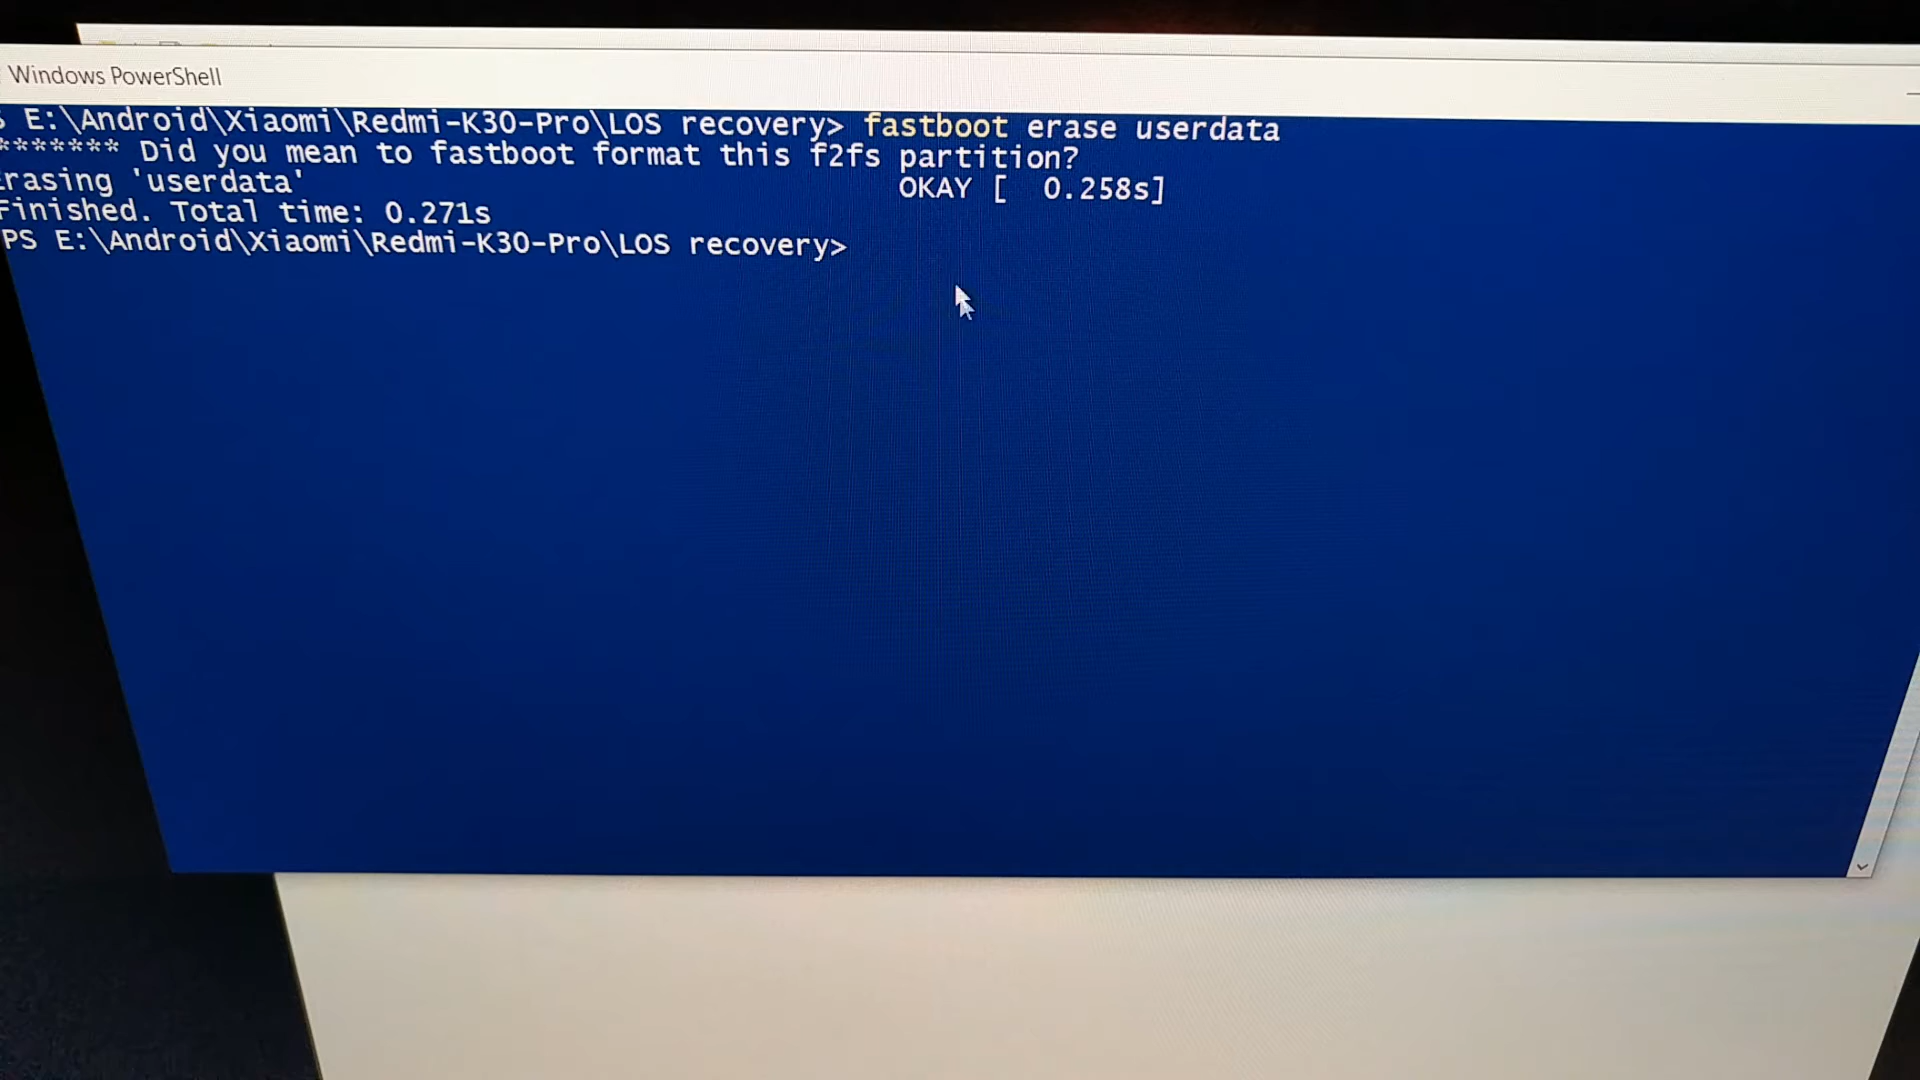 Windows PowerShell
E:\Android\Xiaomi\Redmi-K30-Pro\LOS recovery> fastboot erase userdata
******* Did you mean to fastboot format this f2fs partition?
rasing 'userdata' OKAY [ 0.258s]
Finished. Total time: 0.271s
PS E:\Android\Xiaomi\Redmi-K30-Pro\LOS recovery>